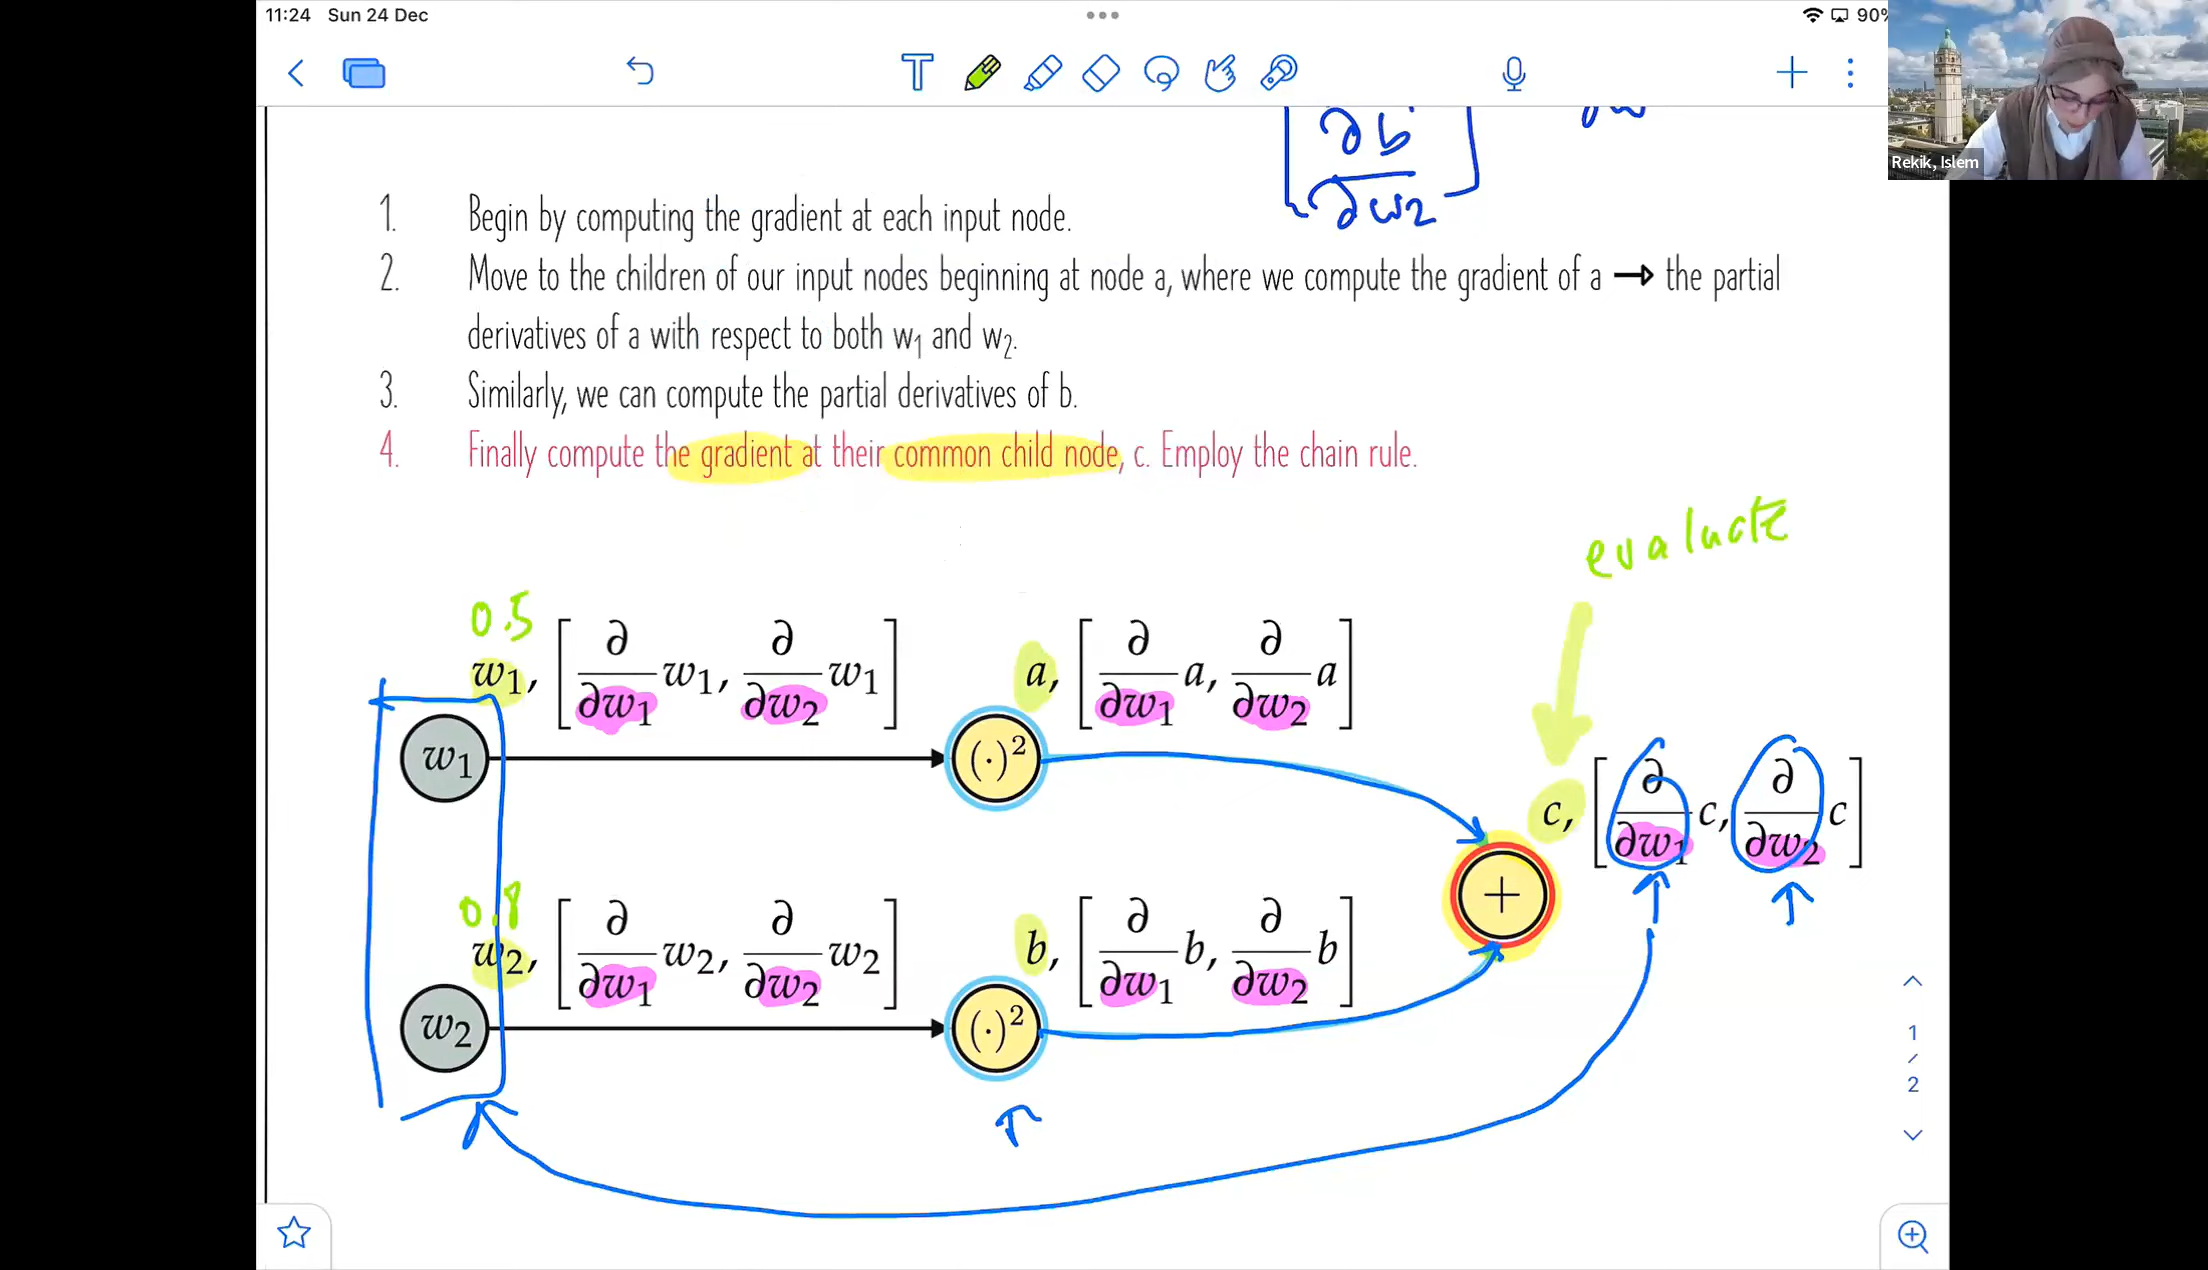 11:24 Sun 24 Dec
90%
Rekik, Islem
∂b
∂w2
1. Begin by computing the gradient at each input node.
2. Move to the children of our input nodes beginning at node a, where we compute the gradient of a → the partial
derivatives of a with respect to both w₁ and w₂.
3. Similarly, we can compute the partial derivatives of b.
4. Finally compute the gradient at their common child node, c. Employ the chain rule.
evaluate
0.5
w₁, [∂/∂w₁ w₁, ∂/∂w₂ w₁]
a, [∂/∂w₁ a, ∂/∂w₂ a]
w₁
(·)²
c, [∂/∂w₁ c, ∂/∂w₂ c]
+
0.8
w₂, [∂/∂w₁ w₂, ∂/∂w₂ w₂]
b, [∂/∂w₁ b, ∂/∂w₂ b]
w₂
(·)²
1
/
2